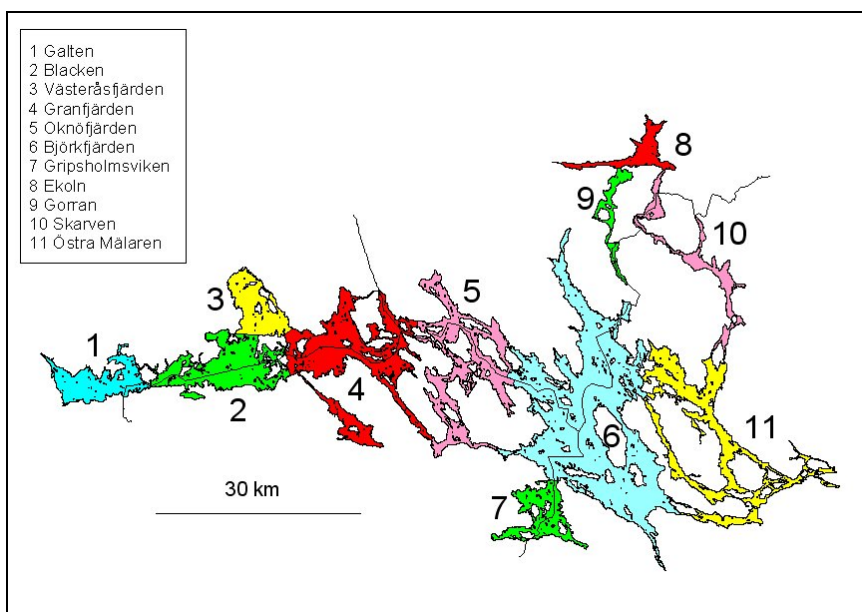 1 Galten
2 Blacken
3 Västeråsfjärden
4 Granfjärden
5 Oknöfjärden
6 Björkfjärden
7 Gripsholmsviken
8 Ekoln
9 Gorran
10 Skarven
11 Östra Mälaren
8
9
10
3
5
1
2
4
6
11
30 km
7